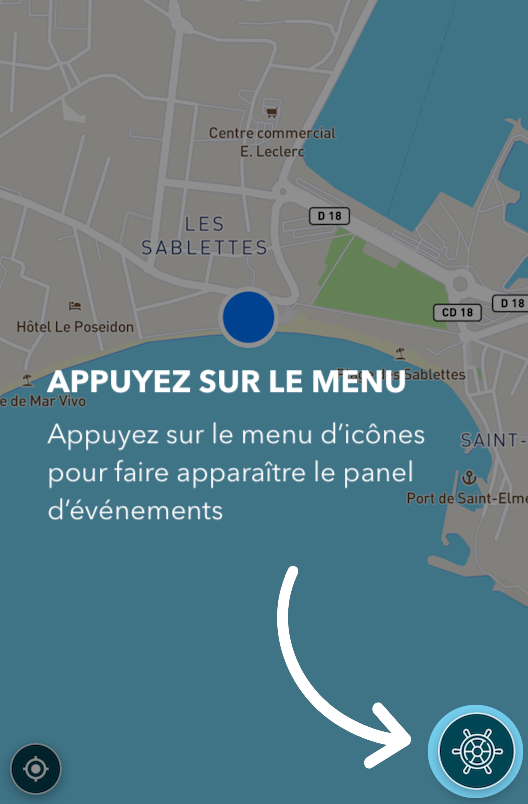 Centre commercial
E. Leclerc
D 18
LES
SABLETTES
D 18
CD 18
Hôtel Le Poseidon
Plage des Sablettes
APPUYEZ SUR LE MENU
e de Mar Vivo
Appuyez sur le menu d’icônes
SAINT-
pour faire apparaître le panel
Port de Saint-Elme
d’événements